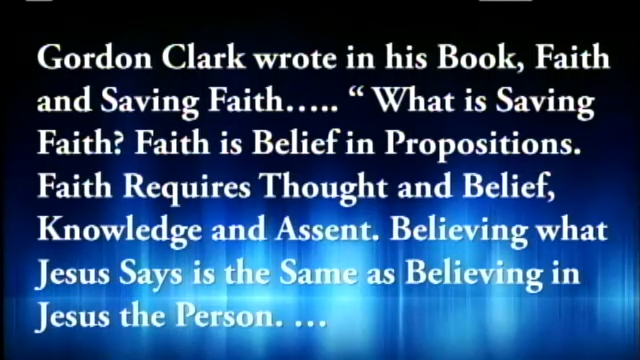 Gordon Clark wrote in his Book, Faith
and Saving Faith..... “ What is Saving
Faith? Faith is Belief in Propositions.
Faith Requires Thought and Belief,
Knowledge and Assent. Believing what
Jesus Says is the Same as Believing in
Jesus the Person. ...